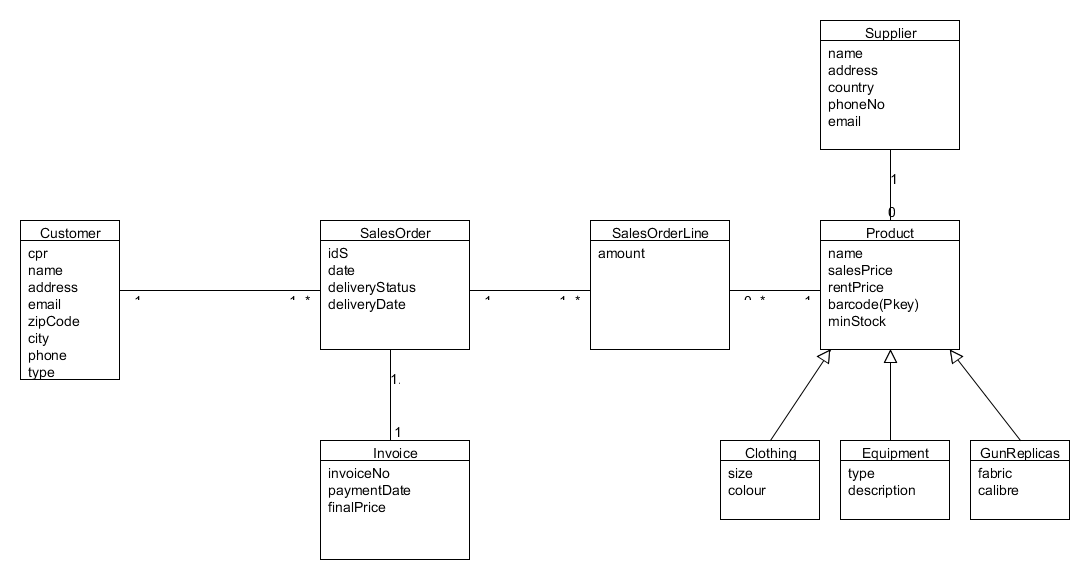 Supplier
name
address
country
phoneNo
email
1
0
Customer
cpr
name
address
email
zipCode
city
phone
type
1
1..*
SalesOrder
idS
date
deliveryStatus
deliveryDate
1
1..*
SalesOrderLine
amount
0..*
1
Product
name
salesPrice
rentPrice
barcode(Pkey)
minStock
1.
1
Invoice
invoiceNo
paymentDate
finalPrice
Clothing
size
colour
Equipment
type
description
GunReplicas
fabric
calibre